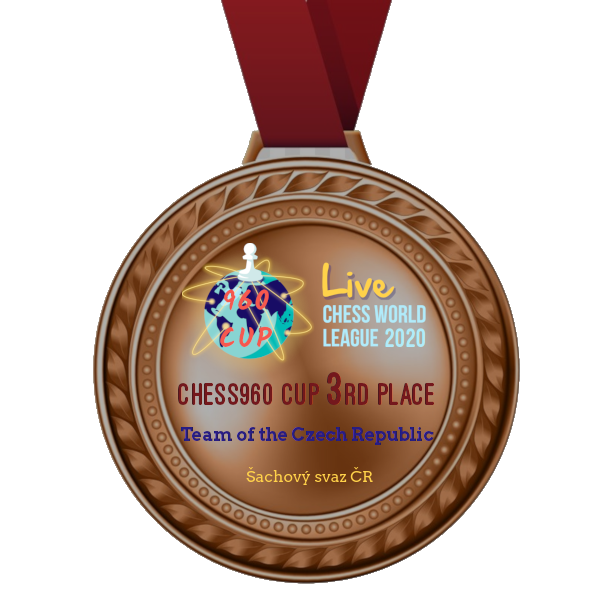 960
CUP
Live
CHESS WORLD
LEAGUE 2020
CHESS960 CUP 3RD PLACE
Team of the Czech Republic
Šachový svaz ČR